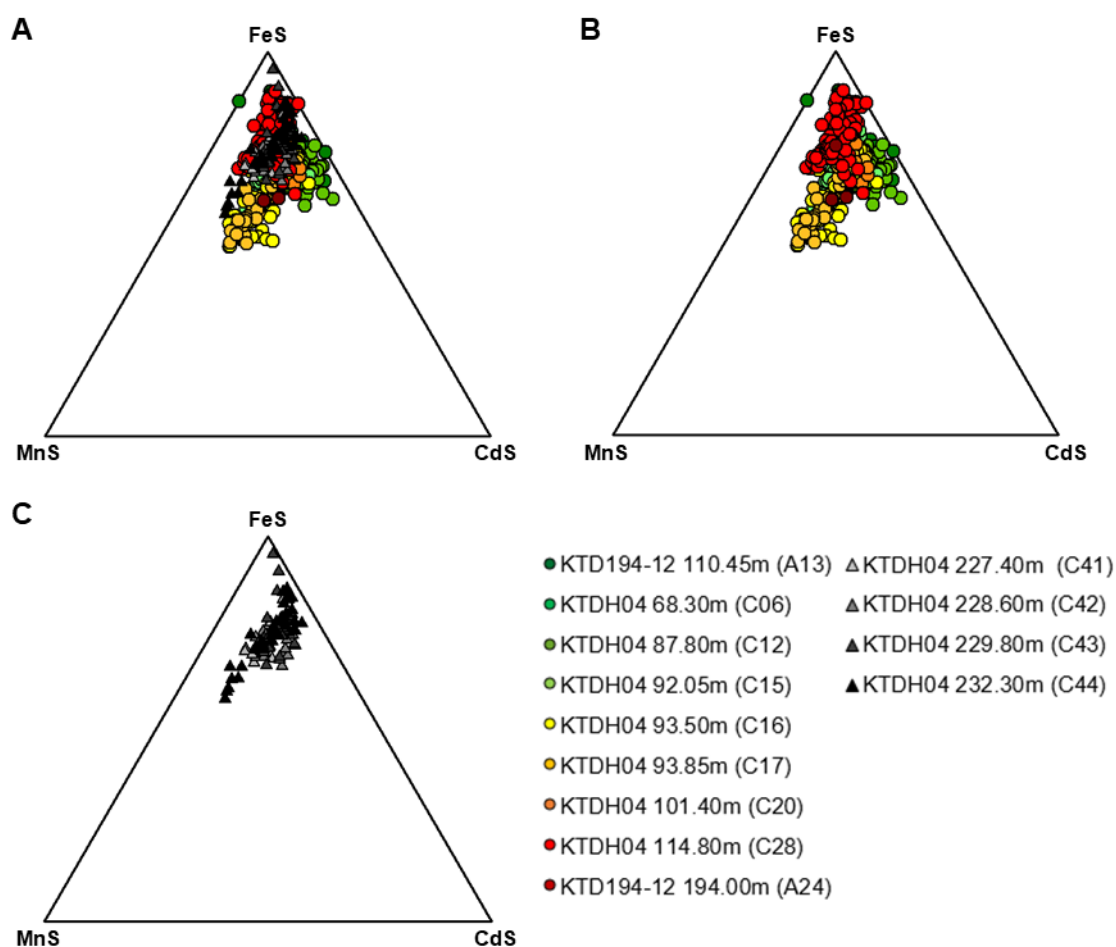 A
FeS
MnS
CdS
B
FeS
MnS
CdS
C
FeS
MnS
CdS
KTD194-12 110.45m (A13)
KTDH04 68.30m (C06)
KTDH04 87.80m (C12)
KTDH04 92.05m (C15)
KTDH04 93.50m (C16)
KTDH04 93.85m (C17)
KTDH04 101.40m (C20)
KTDH04 114.80m (C28)
KTD194-12 194.00m (A24)
KTDH04 227.40m (C41)
KTDH04 228.60m (C42)
KTDH04 229.80m (C43)
KTDH04 232.30m (C44)